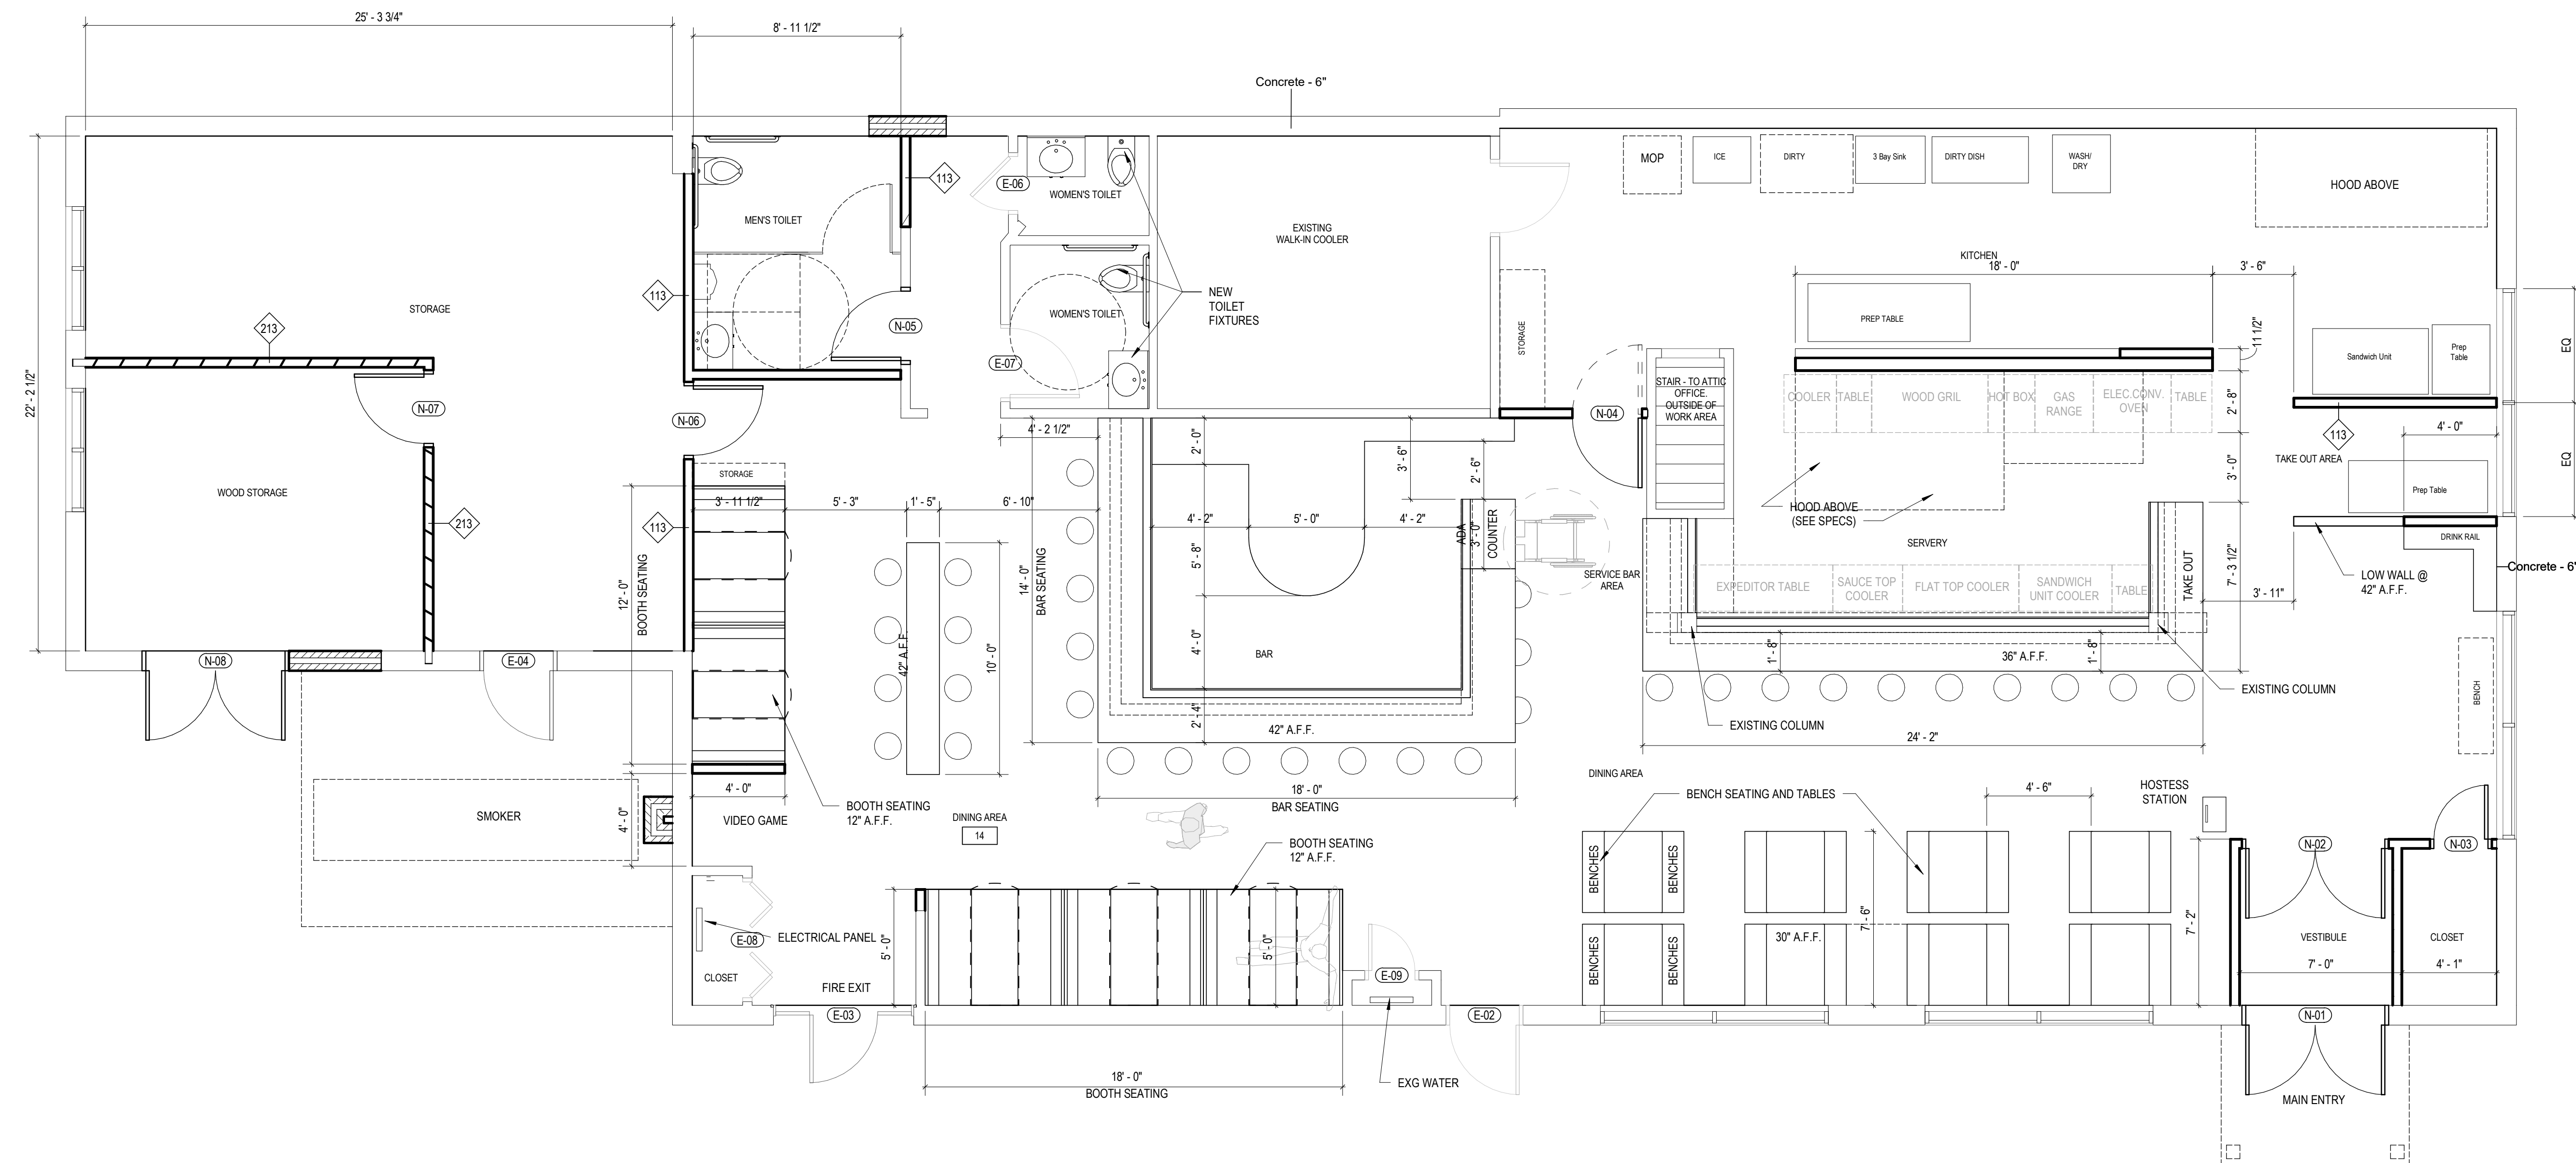 25' - 3 3/4"
8' - 11 1/2"
Concrete - 6"
22' - 2 1/2"
MEN'S TOILET
113
E-06
WOMEN'S TOILET
EXISTING
WALK-IN COOLER
MOP
ICE
DIRTY
3 Bay Sink
DIRTY DISH
WASH/
DRY
HOOD ABOVE
KITCHEN
18' - 0"
3' - 6"
STORAGE
213
113
N-05
WOMEN'S TOILET
E-07
NEW
TOILET
FIXTURES
STORAGE
PREP TABLE
11 1/2"
Sandwich Unit
Prep
Table
EQ
EQ
N-07
N-06
4' - 2 1/2"
2' - 0"
3' - 6"
2' - 6"
N-04
STAIR - TO ATTIC
OFFICE.
OUTSIDE OF
WORK AREA
COOLER
TABLE
WOOD GRIL
HOT BOX
GAS
RANGE
ELEC.CONV.
OVEN
TABLE
2' - 8"
3' - 0"
113
4' - 0"
TAKE OUT AREA
Prep Table
WOOD STORAGE
213
113
STORAGE
3' - 11 1/2"
5' - 3"
1' - 5"
6' - 10"
4' - 2"
5' - 0"
4' - 2"
ADA
COUNTER
3' - 0"
HOOD ABOVE
(SEE SPECS)
SERVERY
SERVICE BAR
AREA
DRINK RAIL
Concrete - 6"
LOW WALL @
42" A.F.F.
12' - 0"
BOOTH SEATING
42" A.F.F.
10' - 0"
14' - 0"
BAR SEATING
5' - 8"
4' - 0"
2' - 4"
BAR
42" A.F.F.
EXPEDITOR TABLE
SAUCE TOP
COOLER
FLAT TOP COOLER
SANDWICH
UNIT COOLER
TABLE
TAKE OUT
7' - 3 1/2"
3' - 11"
1' - 8"
36" A.F.F.
1' - 8"
EXISTING COLUMN
EXISTING COLUMN
24' - 2"
BENCH
N-08
E-04
SMOKER
4' - 0"
4' - 0"
VIDEO GAME
BOOTH SEATING
12" A.F.F.
DINING AREA
14
18' - 0"
BAR SEATING
BOOTH SEATING
12" A.F.F.
DINING AREA
BENCH SEATING AND TABLES
4' - 6"
HOSTESS
STATION
BENCHES
BENCHES
BENCHES
BENCHES
30" A.F.F.
7' - 6"
7' - 2"
N-02
N-03
VESTIBULE
CLOSET
7' - 0"
4' - 1"
E-08
ELECTRICAL PANEL
CLOSET
FIRE EXIT
5' - 0"
5' - 0"
E-03
E-09
E-02
N-01
EXG WATER
18' - 0"
BOOTH SEATING
MAIN ENTRY